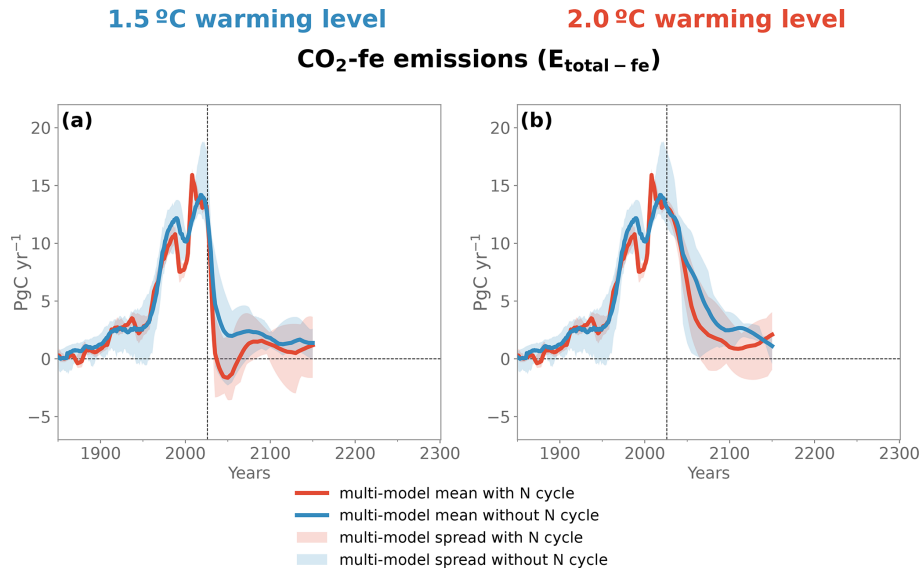 1.5 ºC warming level
2.0 ºC warming level
CO₂-fe emissions (E_total−fe)
(a)
20
15
10
5
0
−5
PgC yr⁻¹
1900
2000
2100
2200
2300
Years
(b)
20
15
10
5
0
−5
PgC yr⁻¹
1900
2000
2100
2200
2300
Years
multi-model mean with N cycle
multi-model mean without N cycle
multi-model spread with N cycle
multi-model spread without N cycle